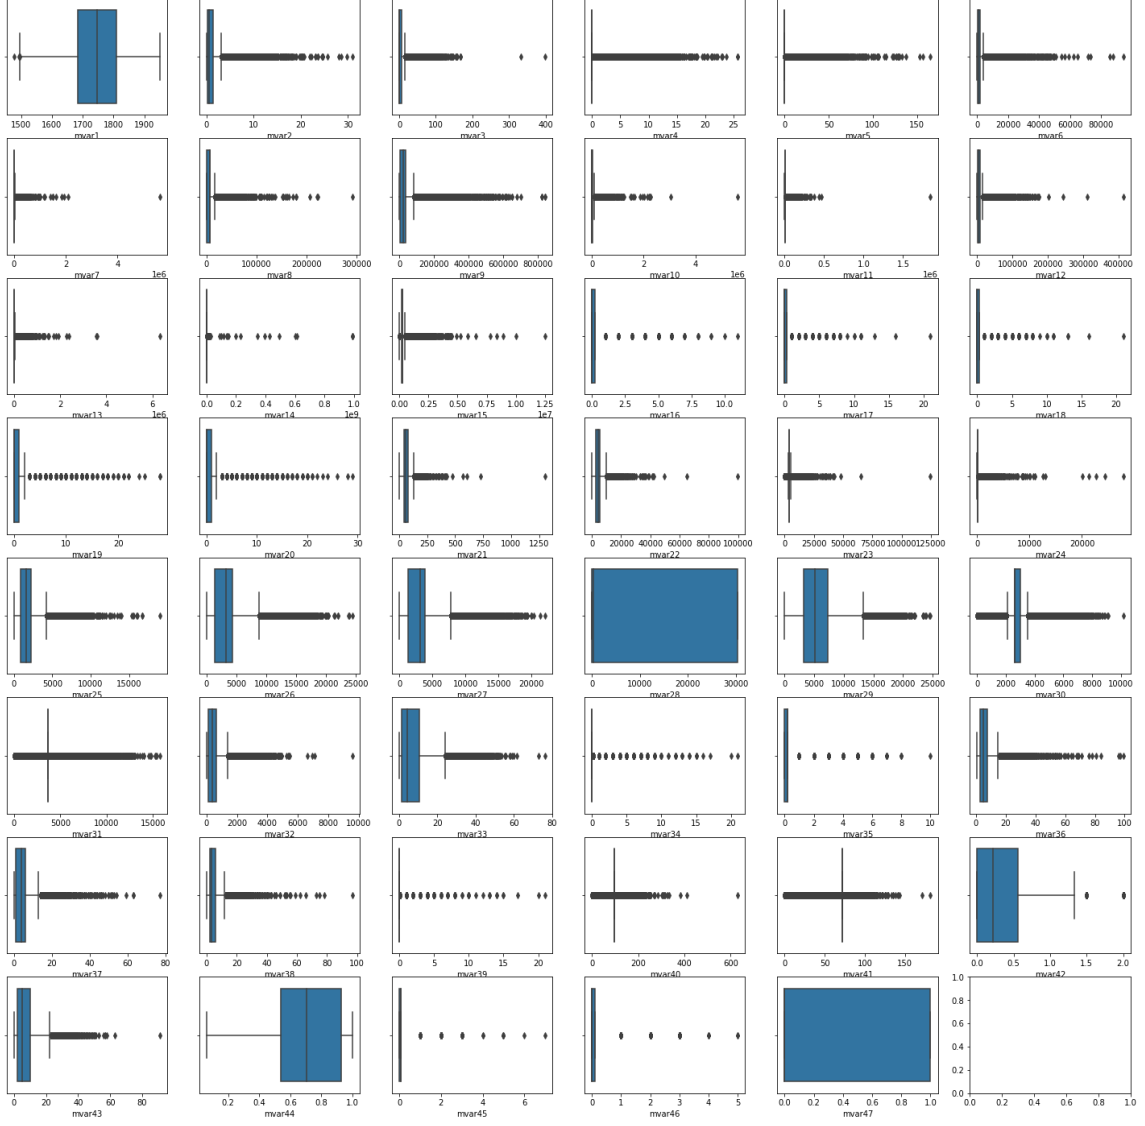 1500 1600 1700 1800 1900 0 10 20 30 0 100 200 300 400 0 5 10 15 20 25 0 50 100 150 0 20000 40000 60000 80000
mvar1 mvar2 mvar3 mvar4 mvar5 mvar6
0 2 4 0 100000 200000 300000 0 200000 400000 600000 800000 0 2 4 0.0 0.5 1.0 1.5 0 100000 200000 300000 400000
mvar7 1e6 mvar8 mvar9 mvar10 1e6 mvar11 1e6 mvar12
0 2 4 6 0.0 0.2 0.4 0.6 0.8 1.0 0.00 0.25 0.50 0.75 1.00 1.25 0.0 2.5 5.0 7.5 10.0 0 5 10 15 20 0 5 10 15 20
mvar13 1e6 mvar14 1e9 mvar15 1e7 mvar16 mvar17 mvar18
0 10 20 0 10 20 30 0 250 500 750 1000 1250 0 20000 40000 60000 80000 100000 0 25000 50000 75000 100000 125000 0 10000 20000
mvar19 mvar20 mvar21 mvar22 mvar23 mvar24
0 5000 10000 15000 0 5000 10000 15000 20000 25000 0 5000 10000 15000 20000 0 10000 20000 30000 0 5000 10000 15000 20000 25000 0 2000 4000 6000 8000 10000
mvar25 mvar26 mvar27 mvar28 mvar29 mvar30
0 5000 10000 15000 0 2000 4000 6000 8000 10000 0 20 40 60 80 0 5 10 15 20 0 2 4 6 8 10 0 20 40 60 80 100
mvar31 mvar32 mvar33 mvar34 mvar35 mvar36
0 20 40 60 80 0 20 40 60 80 100 0 5 10 15 20 0 200 400 600 0 50 100 150 0.0 0.5 1.0 1.5 2.0
mvar37 mvar38 mvar39 mvar40 mvar41 mvar42
1.0
0.8
0.6
0.4
0.2
0.0
0 20 40 60 80 0.2 0.4 0.6 0.8 1.0 0 2 4 6 0 1 2 3 4 5 0.0 0.2 0.4 0.6 0.8 1.0 0.0 0.2 0.4 0.6 0.8 1.0
mvar43 mvar44 mvar45 mvar46 mvar47